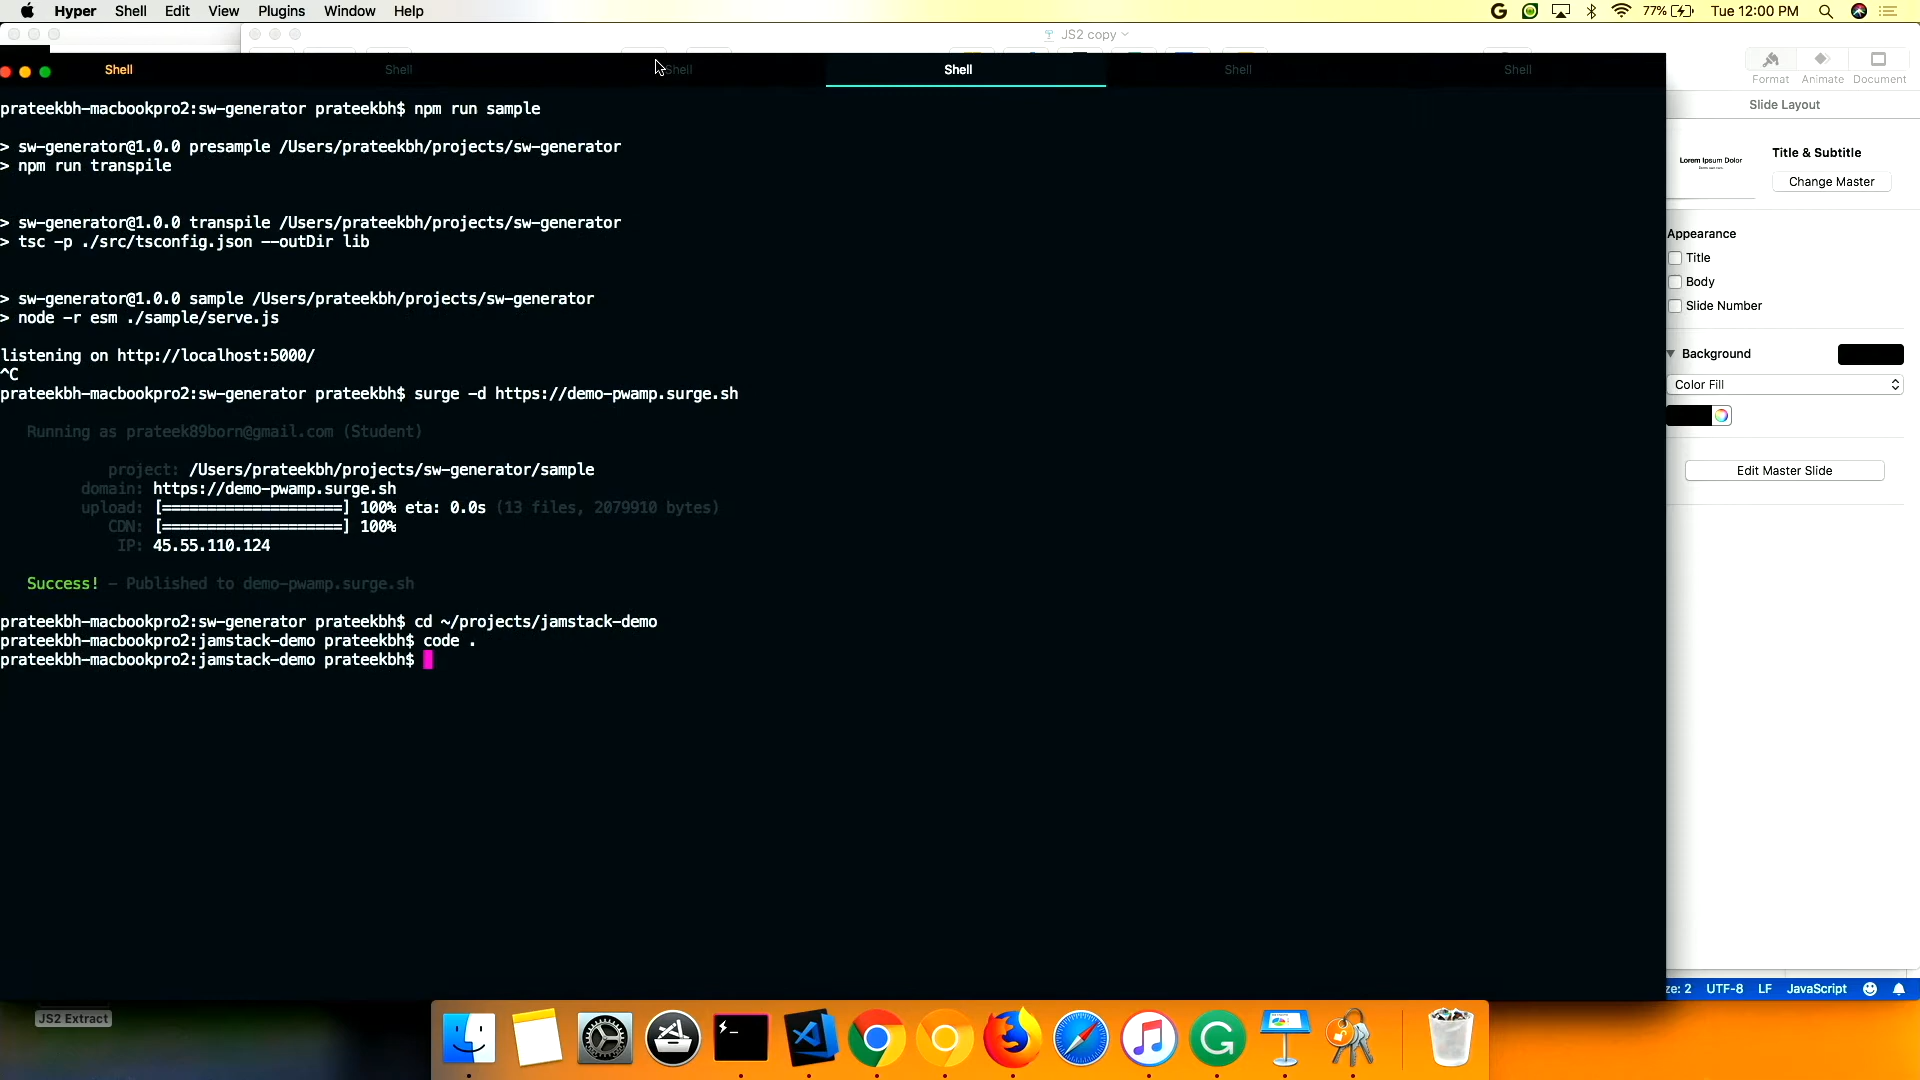 Hyper Shell Edit View Plugins Window Help
77% Tue 12:00 PM
JS2 copy
Shell Shell Shell Shell Shell Shell
Format Animate Document
Slide Layout
Lorem Ipsum Dolor
Title & Subtitle
Change Master
Appearance
Title
Body
Slide Number
Background
Color Fill
Edit Master Slide
prateekbh-macbookpro2:sw-generator prateekbh$ npm run sample
> sw-generator@1.0.0 presample /Users/prateekbh/projects/sw-generator
> npm run transpile
> sw-generator@1.0.0 transpile /Users/prateekbh/projects/sw-generator
> tsc -p ./src/tsconfig.json --outDir lib
> sw-generator@1.0.0 sample /Users/prateekbh/projects/sw-generator
> node -r esm ./sample/serve.js
listening on http://localhost:5000/
^C
prateekbh-macbookpro2:sw-generator prateekbh$ surge -d https://demo-pwamp.surge.sh
Running as prateek89born@gmail.com (Student)
project: /Users/prateekbh/projects/sw-generator/sample
domain: https://demo-pwamp.surge.sh
upload: [====================] 100% eta: 0.0s (13 files, 2079910 bytes)
CDN: [====================] 100%
IP: 45.55.110.124
Success! - Published to demo-pwamp.surge.sh
prateekbh-macbookpro2:sw-generator prateekbh$ cd ~/projects/jamstack-demo
prateekbh-macbookpro2:jamstack-demo prateekbh$ code .
prateekbh-macbookpro2:jamstack-demo prateekbh$
ze: 2 UTF-8 LF JavaScript
JS2 Extract